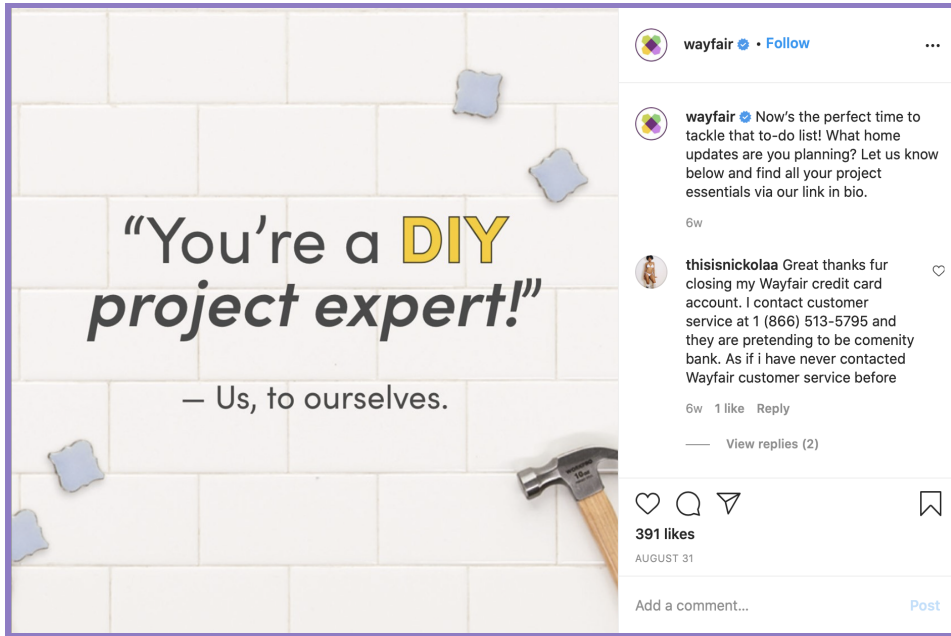 “You’re a DIY
project expert!”
— Us, to ourselves.
wayfair • Follow
wayfair Now’s the perfect time to
tackle that to-do list! What home
updates are you planning? Let us know
below and find all your project
essentials via our link in bio.
6w
thisisnickolaa Great thanks fur
closing my Wayfair credit card
account. I contact customer
service at 1 (866) 513-5795 and
they are pretending to be comenity
bank. As if i have never contacted
Wayfair customer service before
6w 1 like Reply
View replies (2)
391 likes
AUGUST 31
Add a comment...
Post